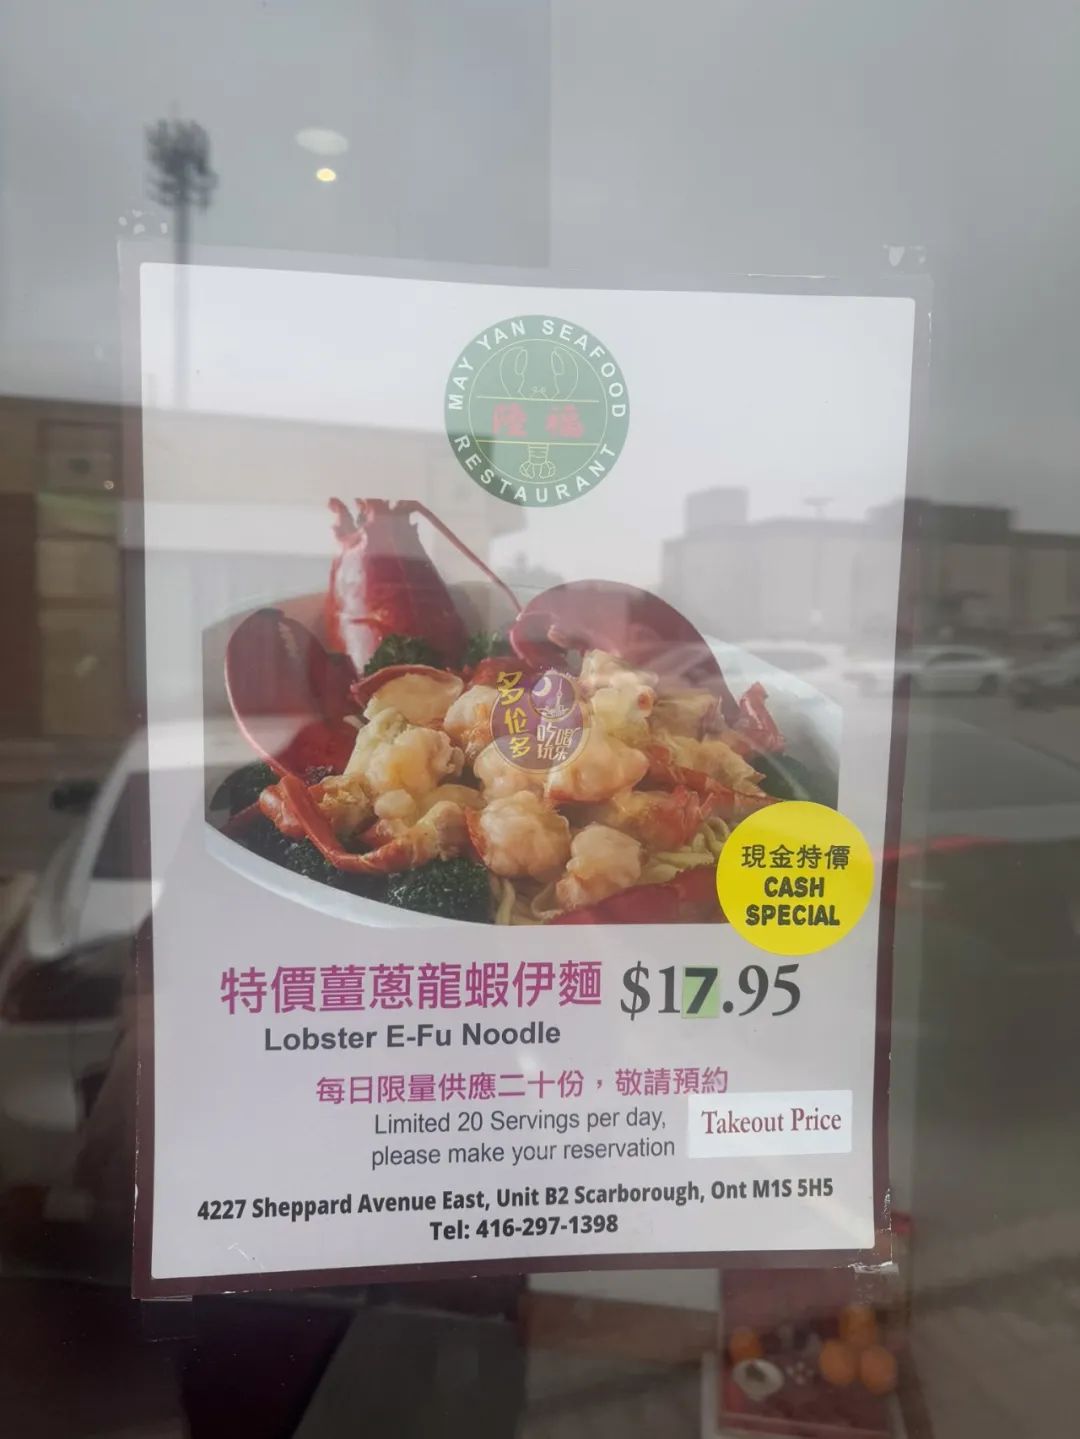 MAY YAN SEAFOOD
陸福
RESTAURANT
多伦多
吃喝玩乐
現金特價
CASH
SPECIAL
特價薑蔥龍蝦伊麵 $17.95
Lobster E-Fu Noodle
每日限量供應二十份，敬請預約
Limited 20 Servings per day,
please make your reservation
Takeout Price
4227 Sheppard Avenue East, Unit B2 Scarborough, Ont M1S 5H5
Tel: 416-297-1398